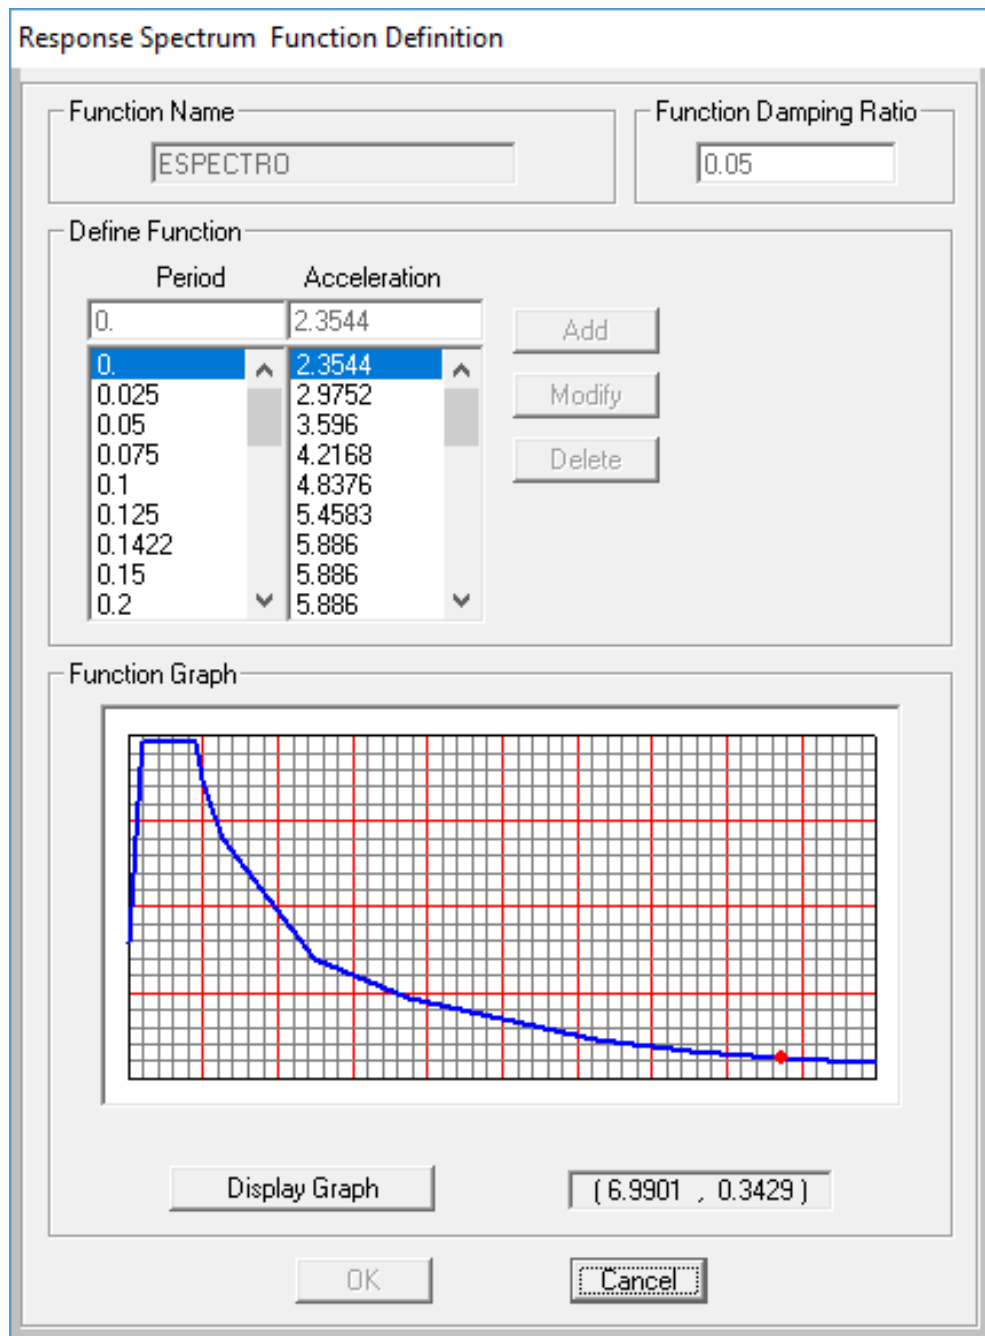 Response Spectrum Function Definition
Function Name
Function Damping Ratio
ESPECTRO
0.05
Define Function
Period Acceleration
0. 2.3544
Add
0. 2.3544
0.025 2.9752
Modify
0.05 3.596
0.075 4.2168
Delete
0.1 4.8376
0.125 5.4583
0.1422 5.886
0.15 5.886
0.2 5.886
Function Graph
Display Graph
( 6.9901 , 0.3429 )
OK
Cancel